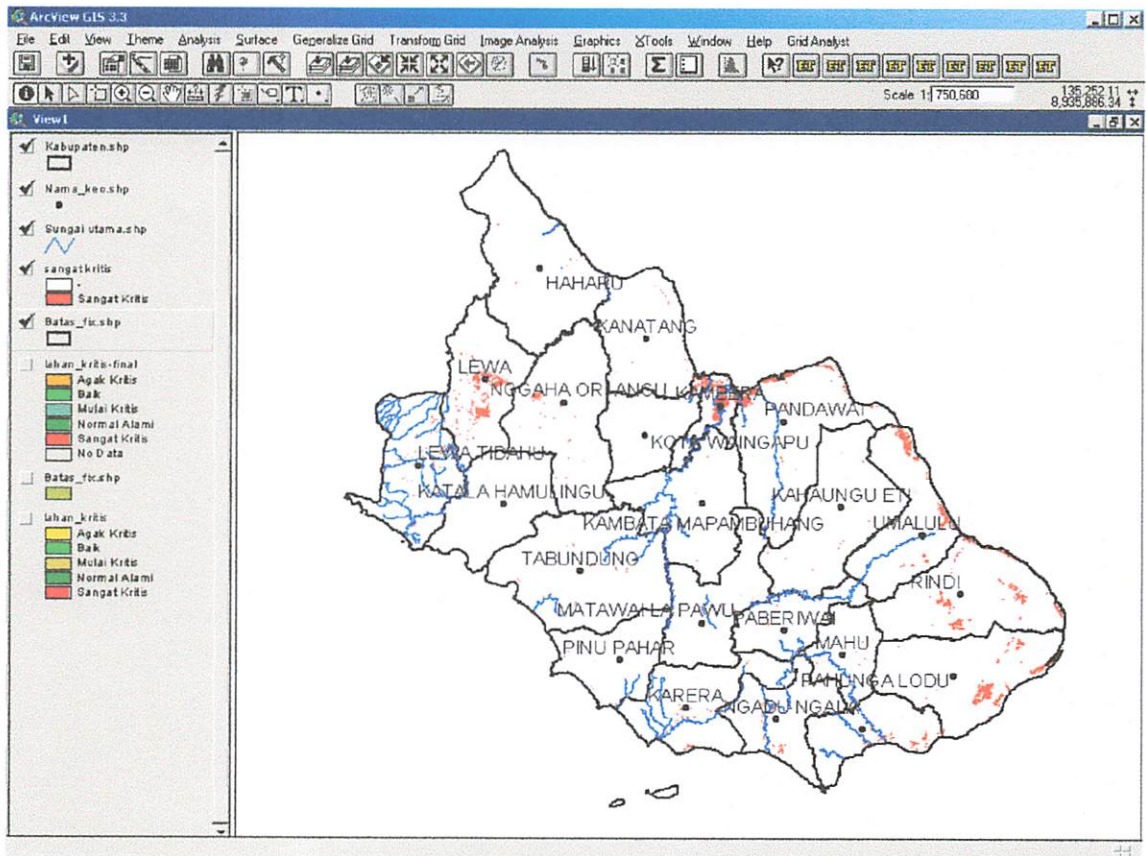 ArcView GIS 3.3
File Edit View Theme Analysis Surface Generalize Grid Transform Grid Image Analysis Graphics XTools Window Help Grid Analyst
Scale 1: 750,680
135,252.11
8,935,886.34
View1
Kabupaten.shp
Nama_kec.shp
Sungai utama.shp
sangat kritis
-
Sangat Kritis
Batas_fix.shp
lahan_kritis-final
Agak Kritis
Baik
Mulai Kritis
Normal Alami
Sangat Kritis
No Data
Batas_fix.shp
lahan_kritis
Agak Kritis
Baik
Mulai Kritis
Normal Alami
Sangat Kritis
HAHARU
KANATANG
LEWA
NGGAHA ORI ANGU
KAMBERA
PANDAWAI
KOTA WAINGAPU
LEWA TIDAHU
KATALA HAMULINGU
KAHAUNGU ETI
KAMBATA MAPAMBUHANG
UMALULU
TABUNDUNG
RINDI
MATAWAI LA PAWU
PABERIWAI
MAHU
PINU PAHAR
PAHUNGA LODU
KARERA
NGADU-NGALA